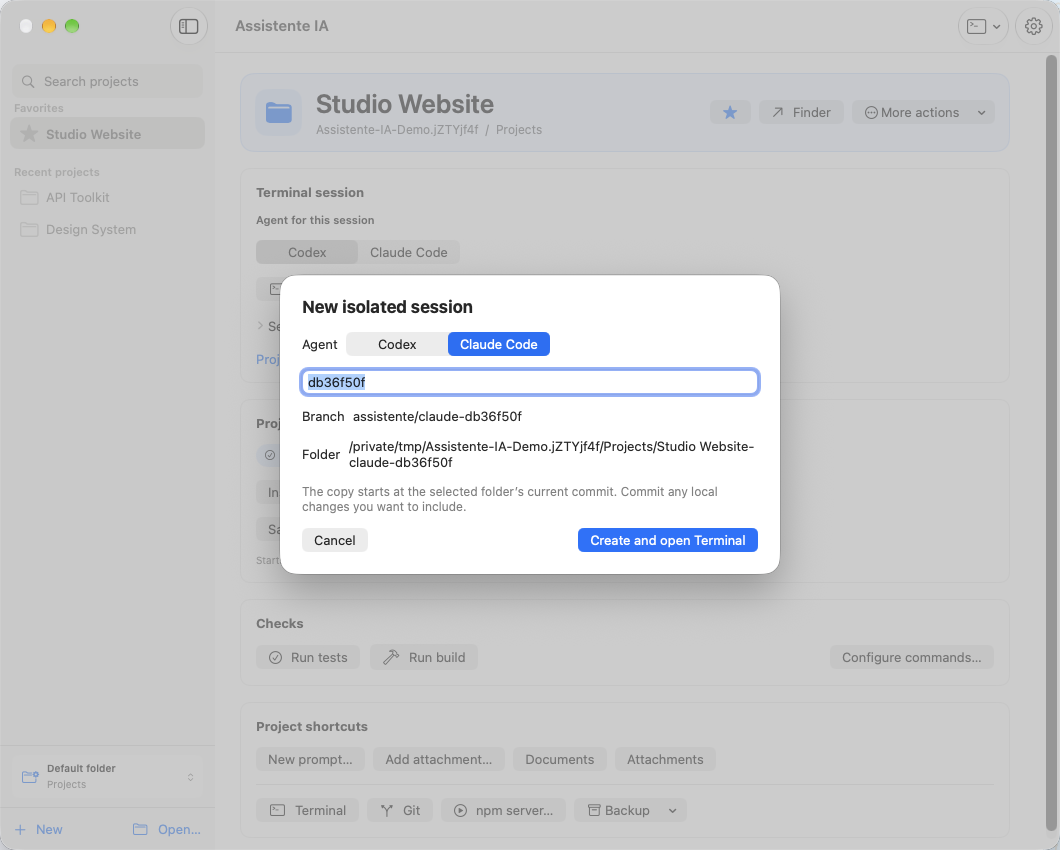 Assistente IA
Search projects
Favorites
Studio Website
Recent projects
API Toolkit
Design System
Studio Website
Assistente-IA-Demo.jZTYjf4f / Projects
Finder
More actions
Terminal session
Agent for this session
Codex
Claude Code
New isolated session
Agent
Codex
Claude Code
db36f50f
Branch assistente/claude-db36f50f
Folder
/private/tmp/Assistente-IA-Demo.jZTYjf4f/Projects/Studio Website-
claude-db36f50f
The copy starts at the selected folder’s current commit. Commit any local
changes you want to include.
Cancel
Create and open Terminal
Checks
Run tests
Run build
Configure commands...
Project shortcuts
New prompt...
Add attachment...
Documents
Attachments
Terminal
Git
npm server...
Backup
Default folder
Projects
New
Open...